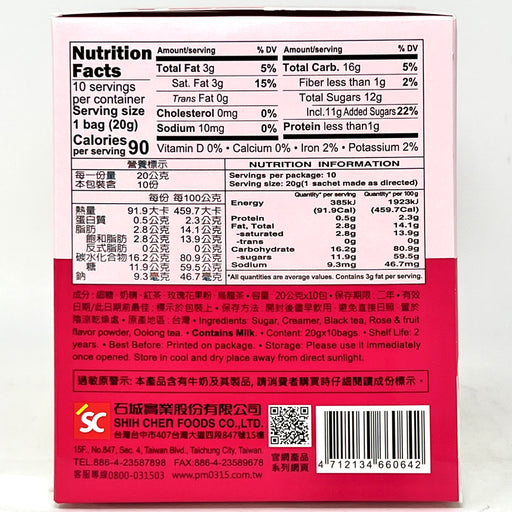 Nutrition Facts
10 servings per container
Serving size
1 bag (20g)
Calories per serving 90
Amount/serving % DV
Total Fat 3g 5%
Sat. Fat 3g 15%
Trans Fat 0g
Cholesterol 0mg 0%
Sodium 10mg 0%
Amount/serving % DV
Total Carb. 16g 5%
Fiber less than 1g 2%
Total Sugars 12g
Incl.11g Added Sugars 22%
Protein less than1g
Vitamin D 0% • Calcium 0% • Iron 2% • Potassium 2%
營養標示
每一份量 20公克
本包裝含 10份
每份 每100公克
熱量 91.9大卡 459.7大卡
蛋白質 0.5公克 2.3公克
脂肪 2.8公克 14.1公克
飽和脂肪 2.8公克 13.9公克
反式脂肪 0公克 0公克
碳水化合物 16.2公克 80.9公克
糖 11.9公克 59.5公克
鈉 9.3毫克 46.7毫克
NUTRITION INFORMATION
Servings per package: 10
Serving size: 20g(1 sachet made as directed)
Quantity* per serving Quantity* per 100g
Energy 385kJ 1923kJ
(91.9Cal) (459.7Cal)
Protein 0.5g 2.3g
Fat, Total 2.8g 14.1g
-saturated 2.8g 13.9g
-trans 0g 0g
Carbohydrate 16.2g 80.9g
-sugars 11.9g 59.5g
Sodium 9.3mg 46.7mg
*All quantities are average values. Contains 3g fat per serving.
成分:細糖‧奶精‧紅茶‧玫瑰花果粉‧烏龍茶‧容量:20公克x10包‧保存期限:二年‧有效
日期/此日期前最佳:標示於包裝上‧保存方法:開封後儘早飲用‧避免直接日照‧置於
陰涼乾燥處‧原產地區:台灣 • Ingredients: Sugar, Creamer, Black tea, Rose & fruit
flavor powder, Oolong tea. • Contains Milk • Content: 20gx10bags. • Shelf Life: 2
years. • Best Before: Printed on package. • Storage: Please use it immediately
once opened. Store in cool and dry place away from direct sunlight.
過敏原警示:本產品含有牛奶及其製品,請消費者購買時仔細閱讀成份標示。
SC
石城實業股份有限公司
SHIH CHEN FOODS CO.,LTD.
台灣台中市407台灣大道四段847號15樓
15F., No.847, Sec. 4, Taiwan Blvd., Taichung City, Taiwan
TEL:886-4-23587898 FAX:886-4-23589678
客服專線0800-031503 www.pm0315.com.tw
官網產品
系列網頁
4 712134 660642